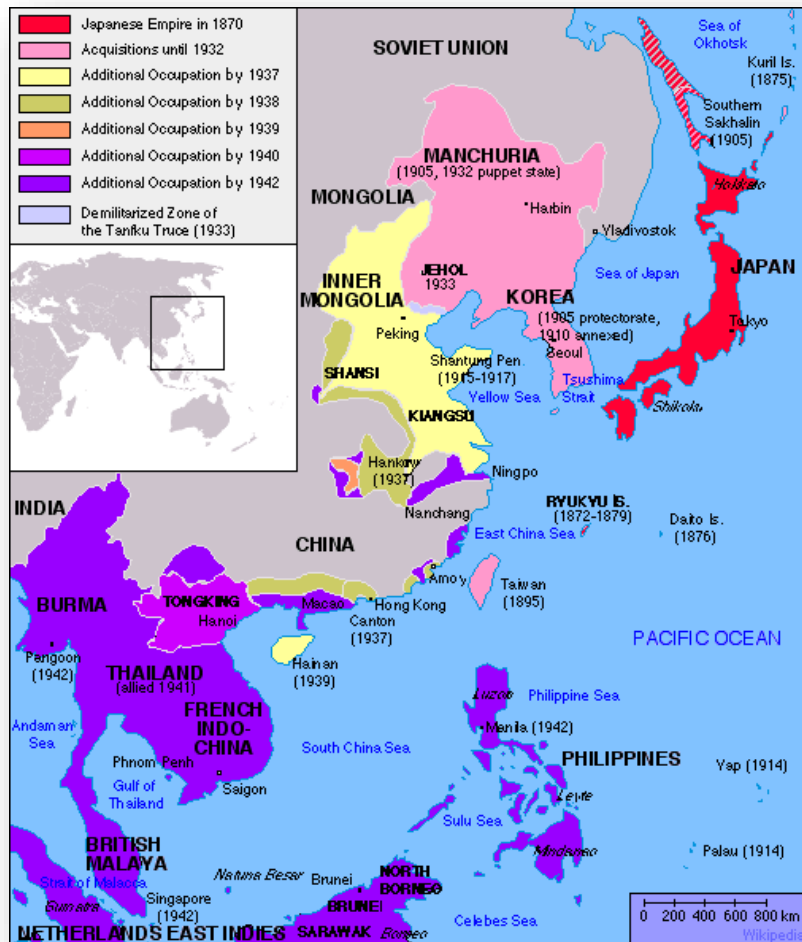 Japanese Empire in 1870
Acquisitions until 1932
Additional Occupation by 1937
Additional Occupation by 1938
Additional Occupation by 1939
Additional Occupation by 1940
Additional Occupation by 1942
Demilitarized Zone of
the Tanfku Truce (1933)
SOVIET UNION
Sea of
Okhotsk
Kuril Is.
(1875)
Southern
Sakhalin
(1905)
MANCHURIA
(1905, 1932 puppet state)
Hokkaido
MONGOLIA
Harbin
Vladivostok
Sea of Japan
JAPAN
JEHOL
1933
INNER
MONGOLIA
KOREA
(1905 protectorate,
1910 annexed)
Seoul
Tokyo
Peking
Shantung Pen.
(1915-1917)
SHANSI
Tsushima
Strait
Yellow Sea
Shikoku
KIANGSU
Hankow
(1937)
Ningpo
Nanchang
RYUKYU IS.
(1872-1879)
Daito Is.
(1876)
INDIA
East China Sea
CHINA
Amoy
Taiwan
(1895)
BURMA
TONGKING
Hanoi
Macao
Hong Kong
Canton
(1937)
PACIFIC OCEAN
Pangoon
(1942)
Hainan
(1939)
THAILAND
(allied 1941)
Luzon
Philippine Sea
FRENCH
INDO-
CHINA
Andaman
Sea
Manila (1942)
South China Sea
PHILIPPINES
Phnom Penh
Yap (1914)
Gulf of
Thailand
Saigon
Leyte
Sulu Sea
BRITISH
MALAYA
Mindanao
Palau (1914)
Strait of Malacca
Natuna Besar
Brunei
NORTH
BORNEO
Singapore
(1942)
Sumatra
BRUNEI
Celebes Sea
NETHERLANDS EAST INDIES
SARAWAK
Borneo
0 200 400 600 800 km
Wikipedia